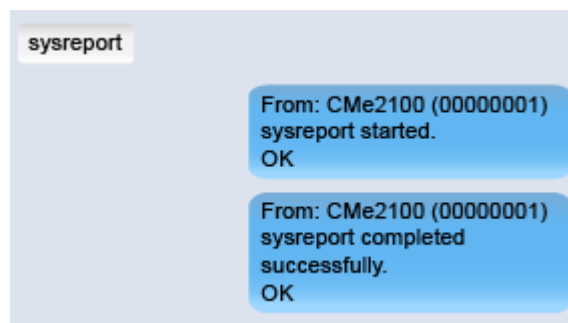 sysreport
From: CMe2100 (00000001)
sysreport started.
OK
From: CMe2100 (00000001)
sysreport completed
successfully.
OK